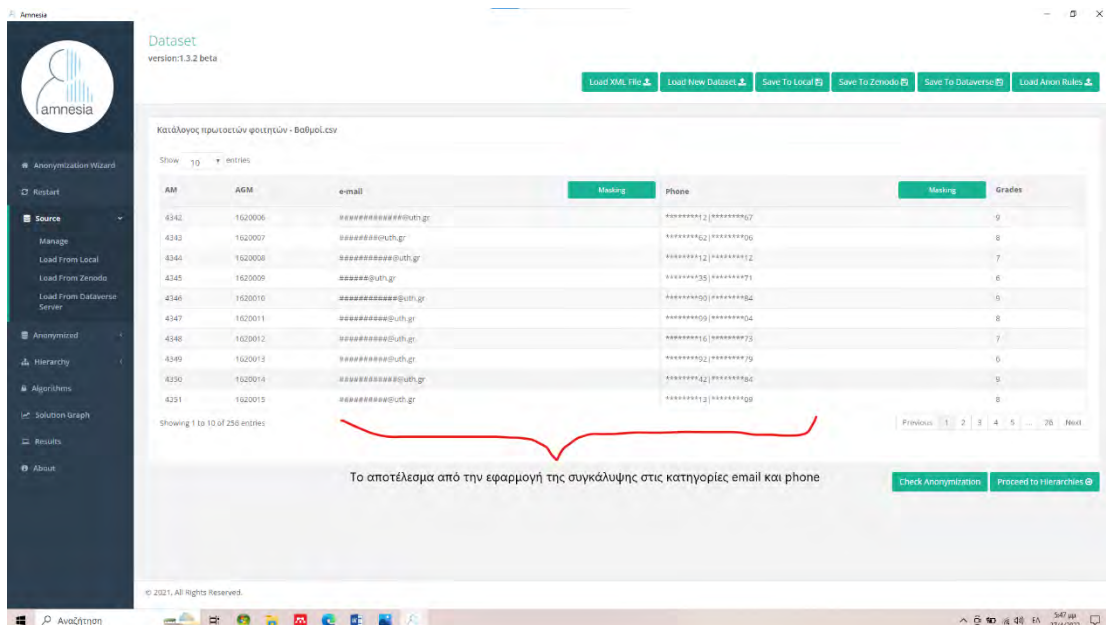 Amnesia
amnesia
Dataset
version:1.3.2 beta
Load XML File
Load New Dataset
Save To Local
Save To Zenodo
Save To Dataverse
Load Anon Rules
Κατάλογος πρωτοετών φοιτητών - Βαθμοί.csv
Anonymization Wizard
Restart
Source
Manage
Load From Local
Load From Zenodo
Load From Dataverse
Server
Anonymized
Hierarchy
Algorithms
Solution Graph
Results
About
Show 10 entries
AM AGM e-mail Masking Phone Masking Grades
4342 1620006 #############@uth.gr ********12|********67 9
4343 1620007 ########@uth.gr ********62|********06 8
4344 1620008 ###########@uth.gr ********12|********12 7
4345 1620009 ######@uth.gr ********35|********71 6
4346 1620010 ############@uth.gr ********90|********84 9
4347 1620011 ##########@uth.gr ********09|********04 8
4348 1620012 ##########@uth.gr ********16|********73 7
4349 1620013 ##########@uth.gr ********92|********79 6
4350 1620014 ############@uth.gr ********42|********84 9
4351 1620015 ##########@uth.gr ********13|********09 8
Showing 1 to 10 of 258 entries
Previous 1 2 3 4 5 ... 26 Next
Το αποτέλεσμα από την εφαρμογή της συγκάλυψης στις κατηγορίες email και phone
Check Anonymization
Proceed to Hierarchies
© 2021, All Rights Reserved.
Αναζήτηση
ΕΛ
5:47 μμ